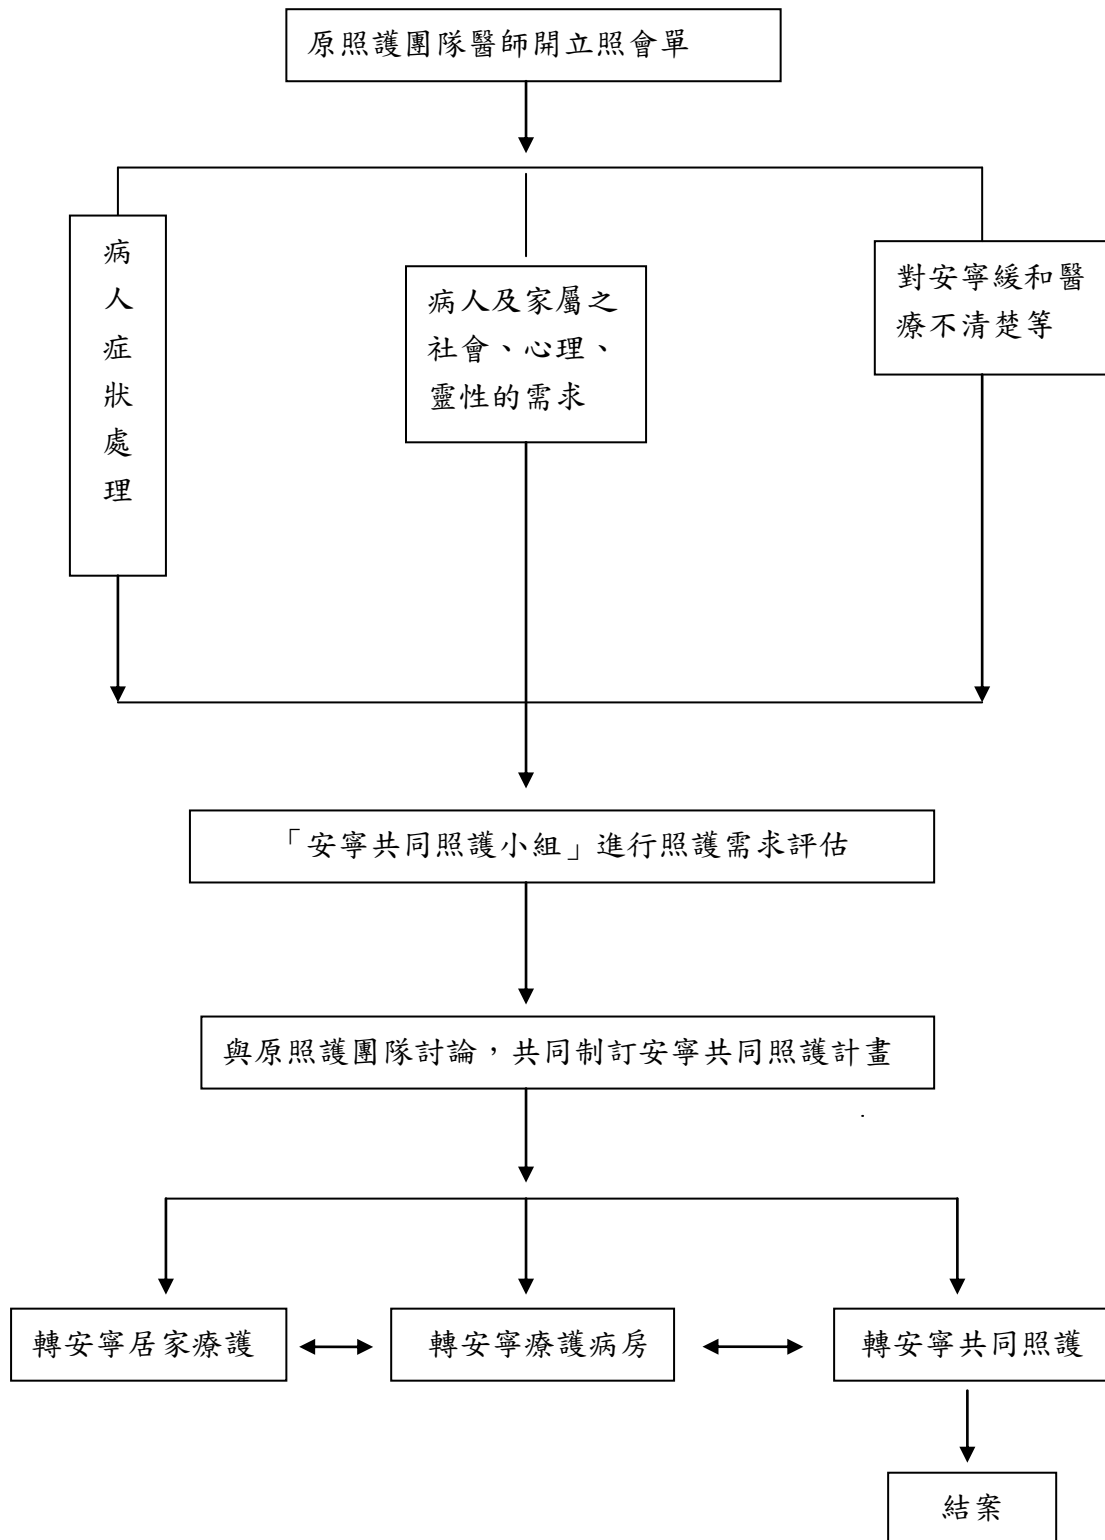 原照護團隊醫師開立照會單
病人症狀處理
病人及家屬之
社會、心理、
靈性的需求
對安寧緩和醫
療不清楚等
「安寧共同照護小組」進行照護需求評估
與原照護團隊討論，共同制訂安寧共同照護計畫
轉安寧居家療護
轉安寧療護病房
轉安寧共同照護
結案